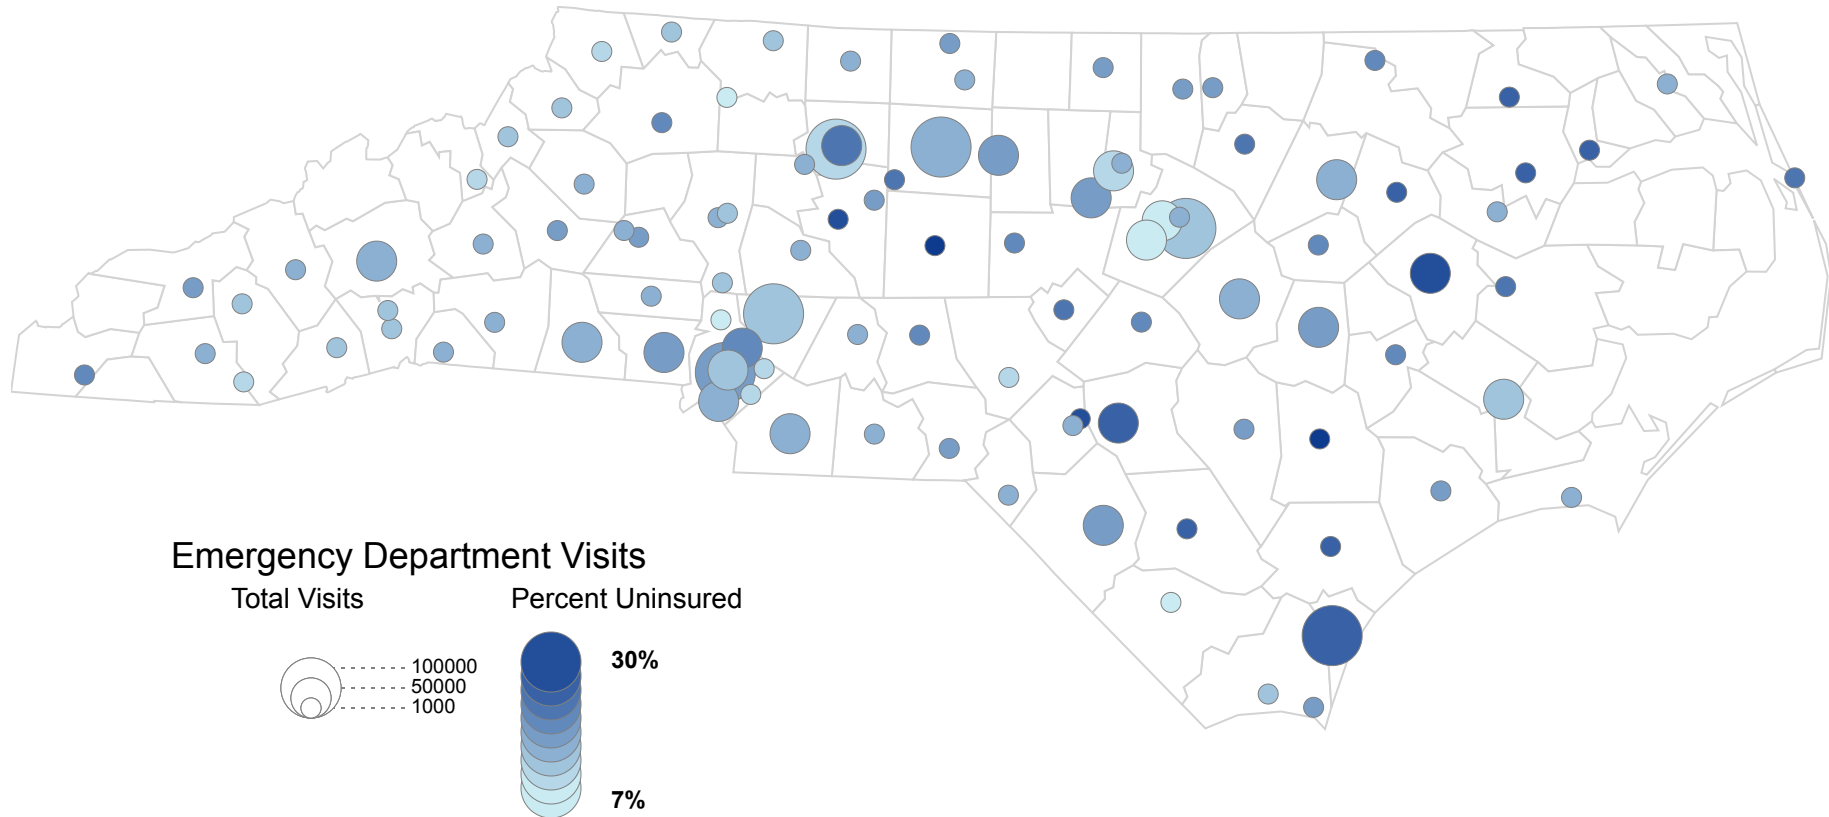 Emergency Department Visits
Total Visits
Percent Uninsured
100000
50000
1000
30%
7%